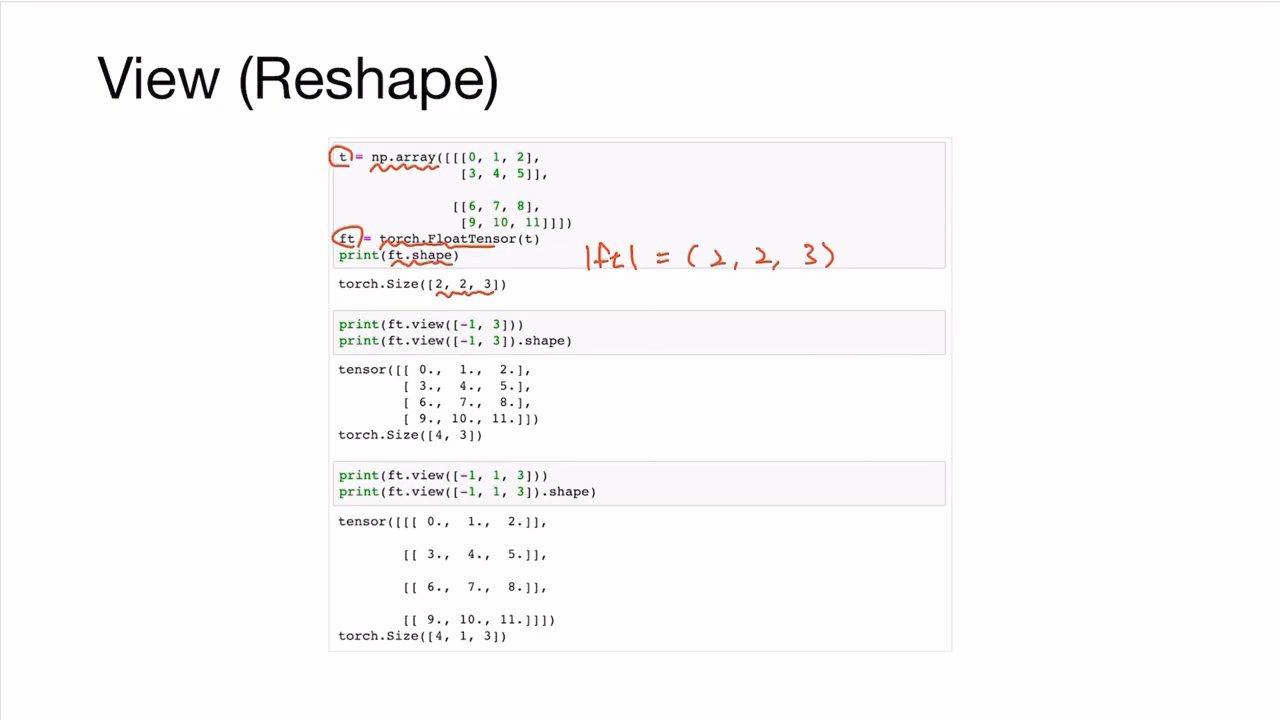 View (Reshape)
t = np.array([[[0, 1, 2],
[3, 4, 5]],
[[6, 7, 8],
[9, 10, 11]]])
ft = torch.FloatTensor(t)
print(ft.shape)
|ft| = (2, 2, 3)
torch.Size([2, 2, 3])
print(ft.view([-1, 3]))
print(ft.view([-1, 3]).shape)
tensor([[ 0., 1., 2.],
[ 3., 4., 5.],
[ 6., 7., 8.],
[ 9., 10., 11.]])
torch.Size([4, 3])
print(ft.view([-1, 1, 3]))
print(ft.view([-1, 1, 3]).shape)
tensor([[[ 0., 1., 2.]],
[[ 3., 4., 5.]],
[[ 6., 7., 8.]],
[[ 9., 10., 11.]]])
torch.Size([4, 1, 3])